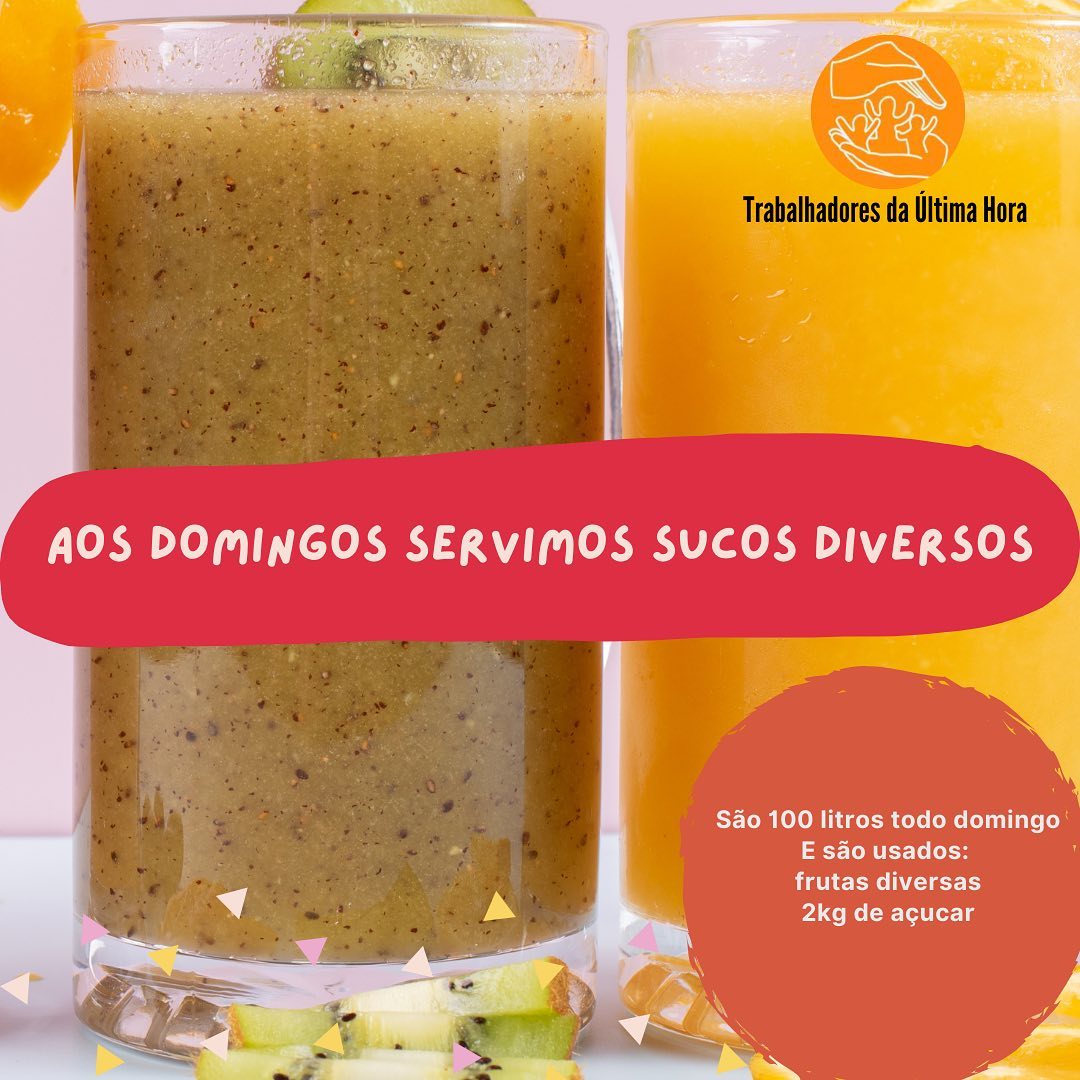 Trabalhadores da Última Hora
AOS DOMINGOS SERVIMOS SUCOS DIVERSOS
São 100 litros todo domingo
E são usados:
frutas diversas
2kg de açucar